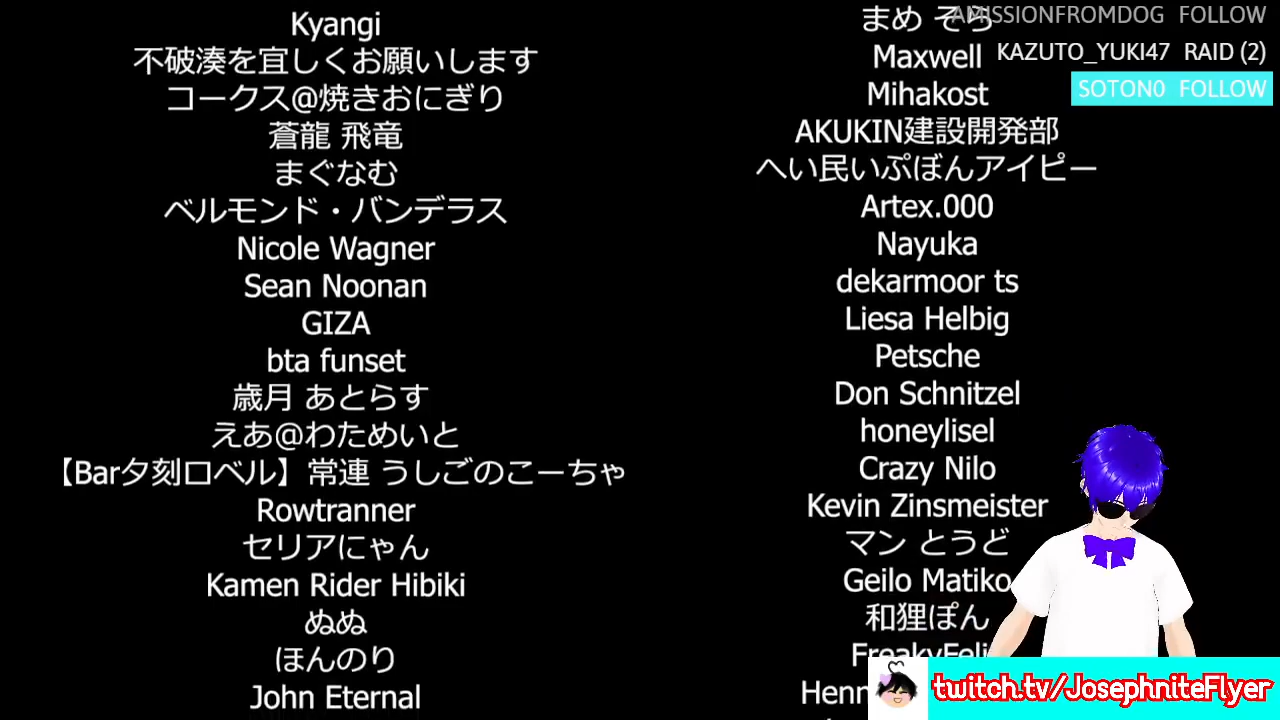 Kyangi
不破湊を宜しくお願いします
コークス@焼きおにぎり
蒼龍 飛竜
まぐなむ
ベルモンド・バンデラス
Nicole Wagner
Sean Noonan
GIZA
bta funset
歳月 あとらす
えあ@わためいと
【Bar夕刻ロベル】常連 うしごのこーちゃ
Rowtranner
セリアにゃん
Kamen Rider Hibiki
ぬぬ
ほんのり
John Eternal
まめ そら
Maxwell
Mihakost
AKUKIN建設開発部
へい民いぷぼんアイピー
Artex.000
Nayuka
dekarmoor ts
Liesa Helbig
Petsche
Don Schnitzel
honeylisel
Crazy Nilo
Kevin Zinsmeister
マン とうど
Geilo Matiko
和狸ぽん
AMISSIONFROMDOG FOLLOW
KAZUTO_YUKI47 RAID (2)
SOTON0 FOLLOW
twitch.tv/JosephniteFlyer